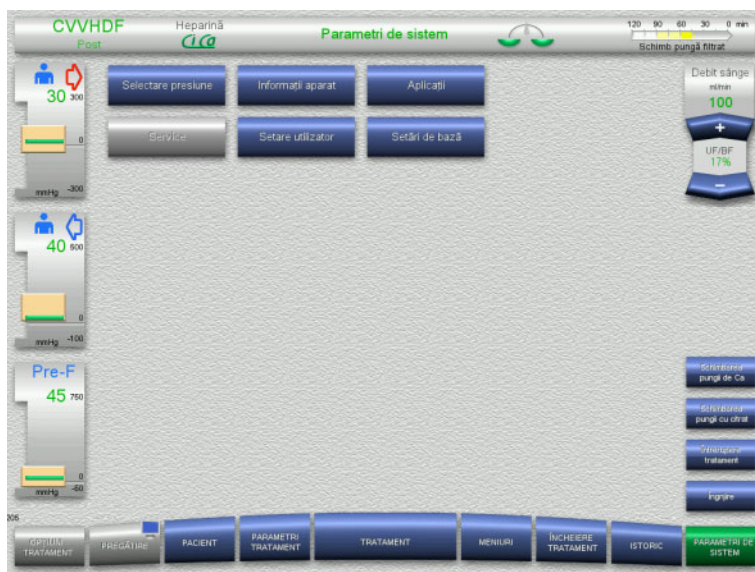 CVVHDF
Post
Heparină
CiCa
Parametri de sistem
120 90 60 30 0 min
Schimb pungă filtrat
30 300
0
mmHg -300
40 500
0
mmHg -100
Pre-F
45 750
0
mmHg -50
Selectare presiune
Informații aparat
Aplicații
Service
Setare utilizator
Setări de bază
Debit sânge
ml/min
100
+
UF/BF
17%
−
Schimbarea
pungii de Ca
Schimbarea
pungii cu citrat
Întrerupere
tratament
Îngrijire
205
OPȚIUNI
TRATAMENT
PREGĂTIRE
PACIENT
PARAMETRI
TRATAMENT
TRATAMENT
MENIURI
ÎNCHEIERE
TRATAMENT
ISTORIC
PARAMETRI DE
SISTEM